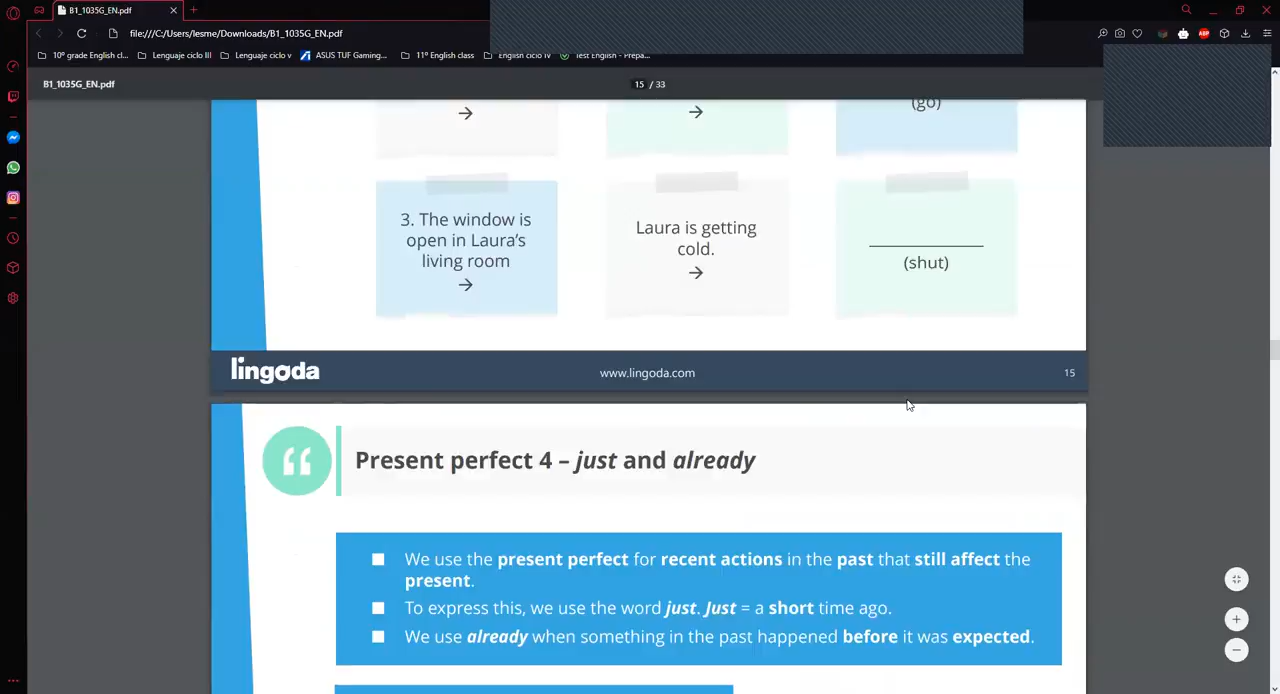 B1_1035G_EN.pdf
file:///C:/Users/lesme/Downloads/B1_1035G_EN.pdf
10º grade English cl...
Lenguaje ciclo III
Lenguaje ciclo v
ASUS TUF Gaming...
11º English class
English ciclo IV
Test English - Prepa...
B1_1035G_EN.pdf
15 / 33
→
→
(go)
3. The window is
open in Laura's
living room
→
Laura is getting
cold.
→
(shut)
lingoda
www.lingoda.com
15
Present perfect 4 – just and already
We use the present perfect for recent actions in the past that still affect the
present.
To express this, we use the word just. Just = a short time ago.
We use already when something in the past happened before it was expected.